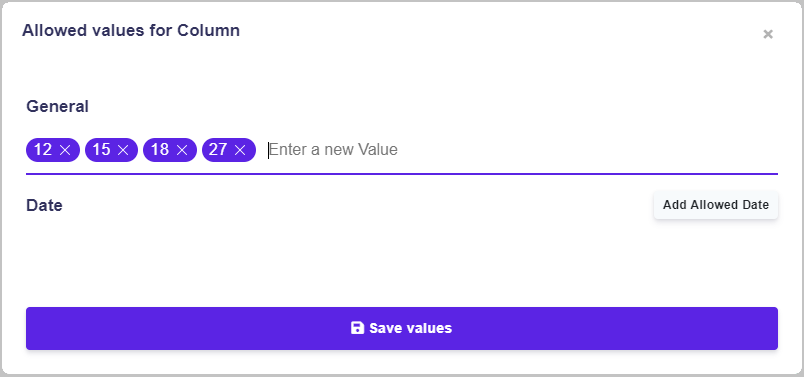 Allowed values for Column
General
12 15 18 27 Enter a new Value
Date
Add Allowed Date
Save values